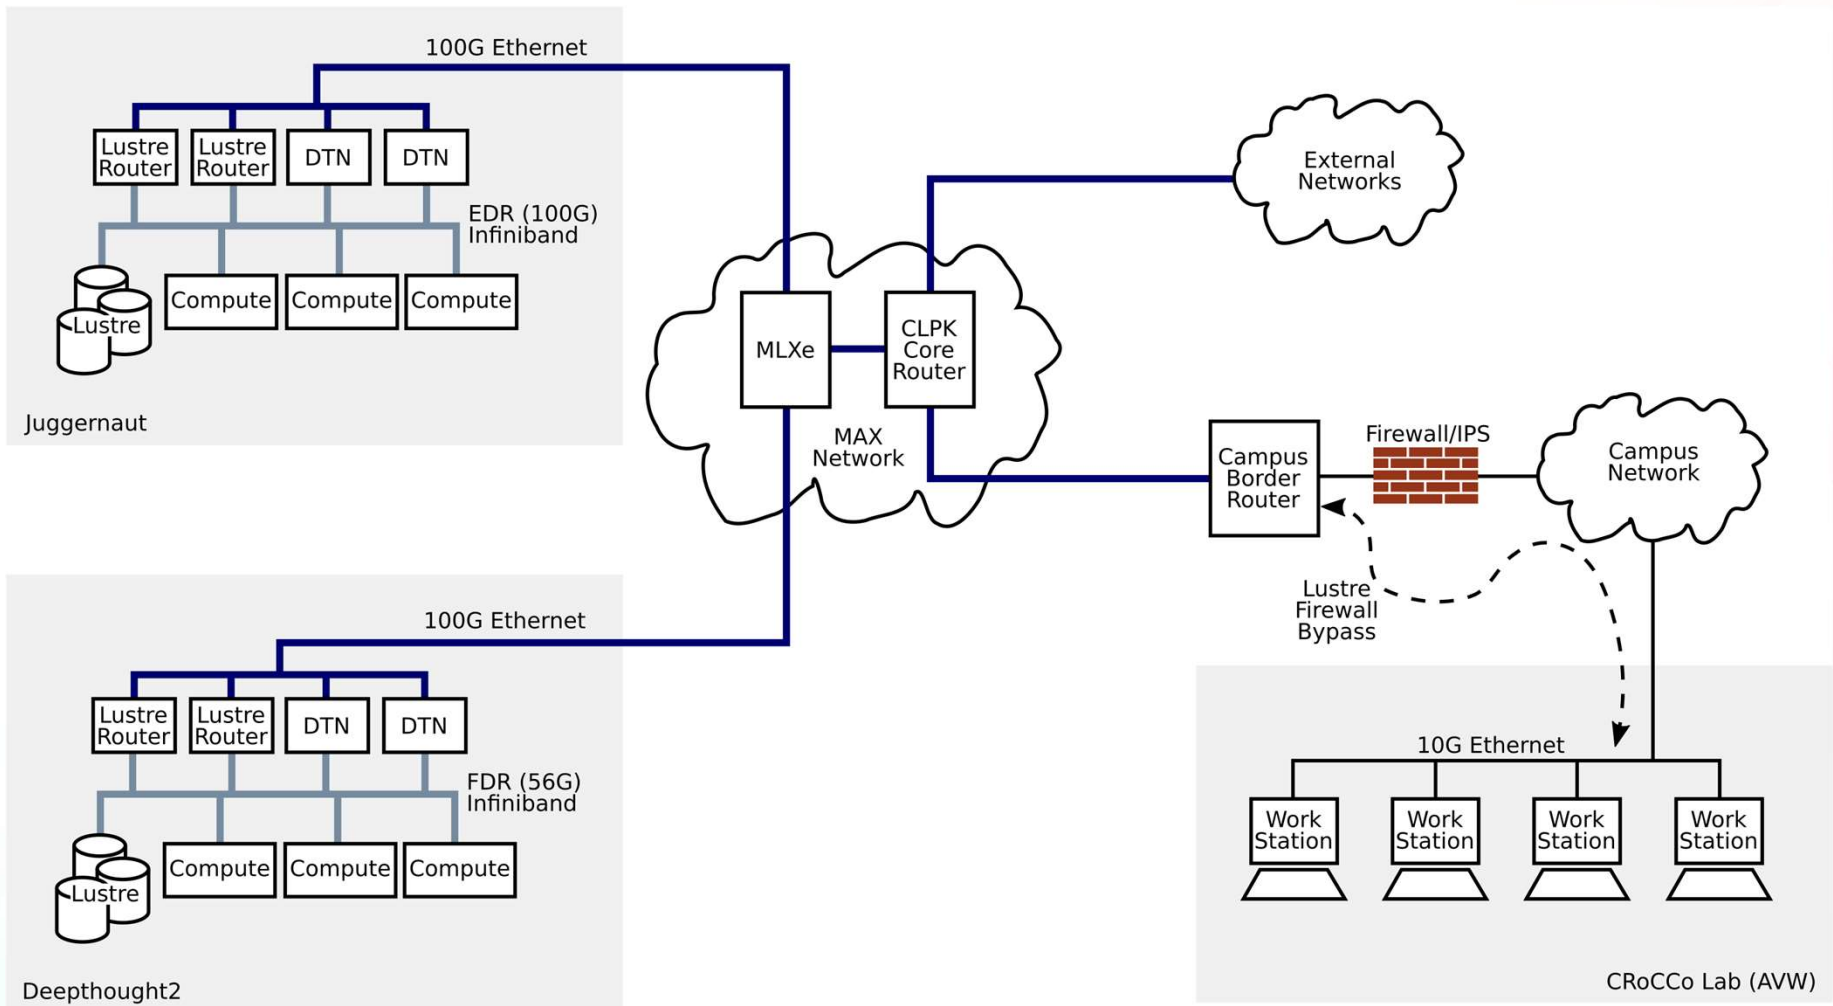 100G Ethernet
Lustre
Router
Lustre
Router
DTN
DTN
EDR (100G)
Infiniband
Lustre
Compute
Compute
Compute
Juggernaut
External
Networks
MLXe
CLPK
Core
Router
MAX
Network
Campus
Border
Router
Firewall/IPS
Campus
Network
Lustre
Firewall
Bypass
100G Ethernet
Lustre
Router
Lustre
Router
DTN
DTN
FDR (56G)
Infiniband
Lustre
Compute
Compute
Compute
Deepthought2
10G Ethernet
Work
Station
Work
Station
Work
Station
Work
Station
CRoCCo Lab (AVW)